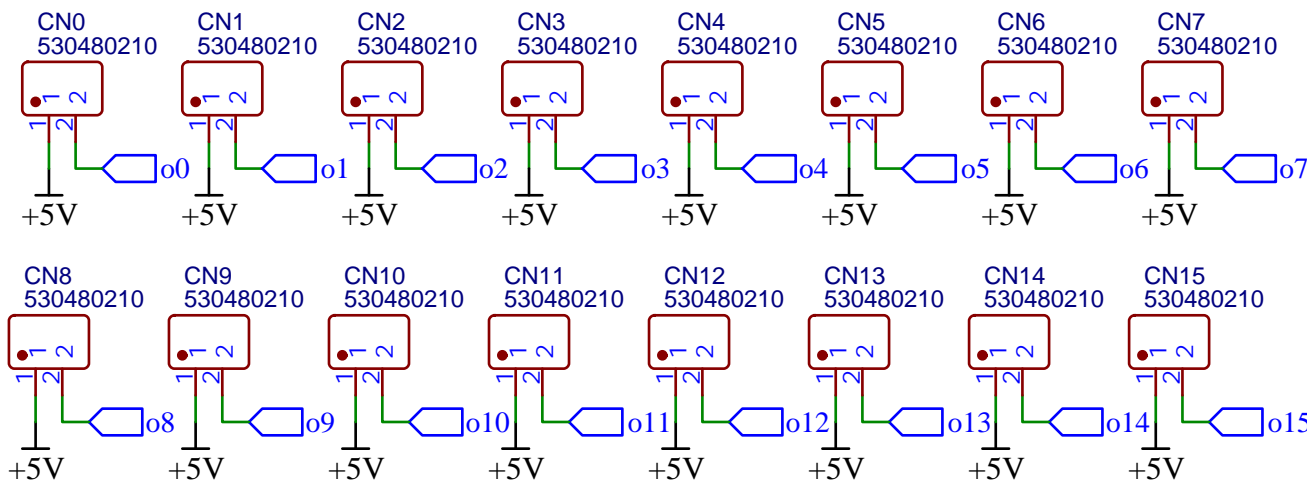 CN0 CN1 CN2 CN3 CN4 CN5 CN6 CN7
530480210 530480210 530480210 530480210 530480210 530480210 530480210 530480210
1 2 1 2 1 2 1 2 1 2 1 2 1 2 1 2
1 2 1 2 1 2 1 2 1 2 1 2 1 2 1 2
o0 o1 o2 o3 o4 o5 o6 o7
+5V +5V +5V +5V +5V +5V +5V +5V
CN8 CN9 CN10 CN11 CN12 CN13 CN14 CN15
530480210 530480210 530480210 530480210 530480210 530480210 530480210 530480210
1 2 1 2 1 2 1 2 1 2 1 2 1 2 1 2
1 2 1 2 1 2 1 2 1 2 1 2 1 2 1 2
o8 o9 o10 o11 o12 o13 o14 o15
+5V +5V +5V +5V +5V +5V +5V +5V